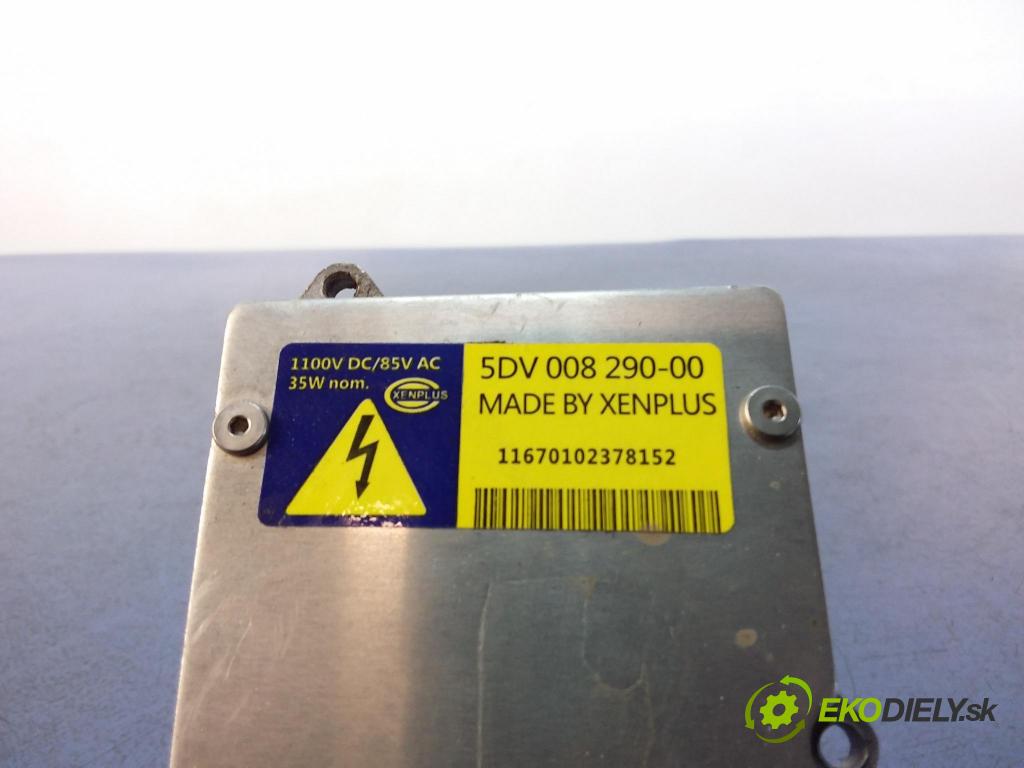 1100V DC/85V AC
35W nom.
XENPLUS
5DV 008 290-00
MADE BY XENPLUS
11670102378152
EKODIELY.sk